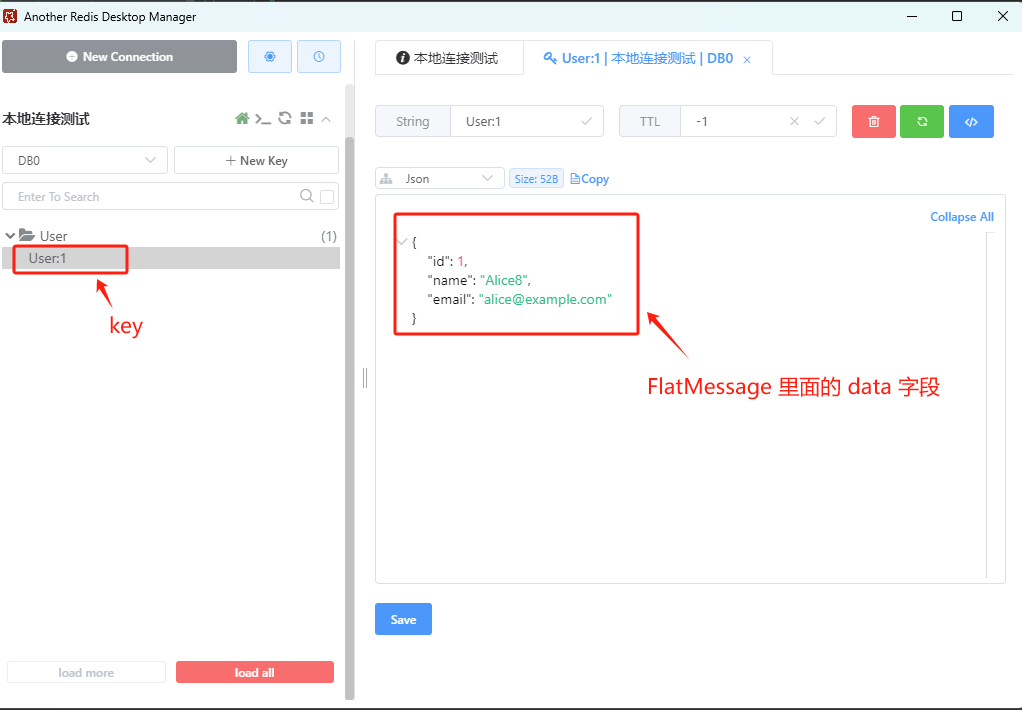 Another Redis Desktop Manager
New Connection
本地连接测试
DB0
+ New Key
Enter To Search
User (1)
User:1
key
load more
load all
本地连接测试
User:1 | 本地连接测试 | DB0 ×
String User:1
TTL -1
Json
Size: 52B
Copy
Collapse All
{
"id": 1,
"name": "Alice8",
"email": "alice@example.com"
}
FlatMessage 里面的 data 字段
Save